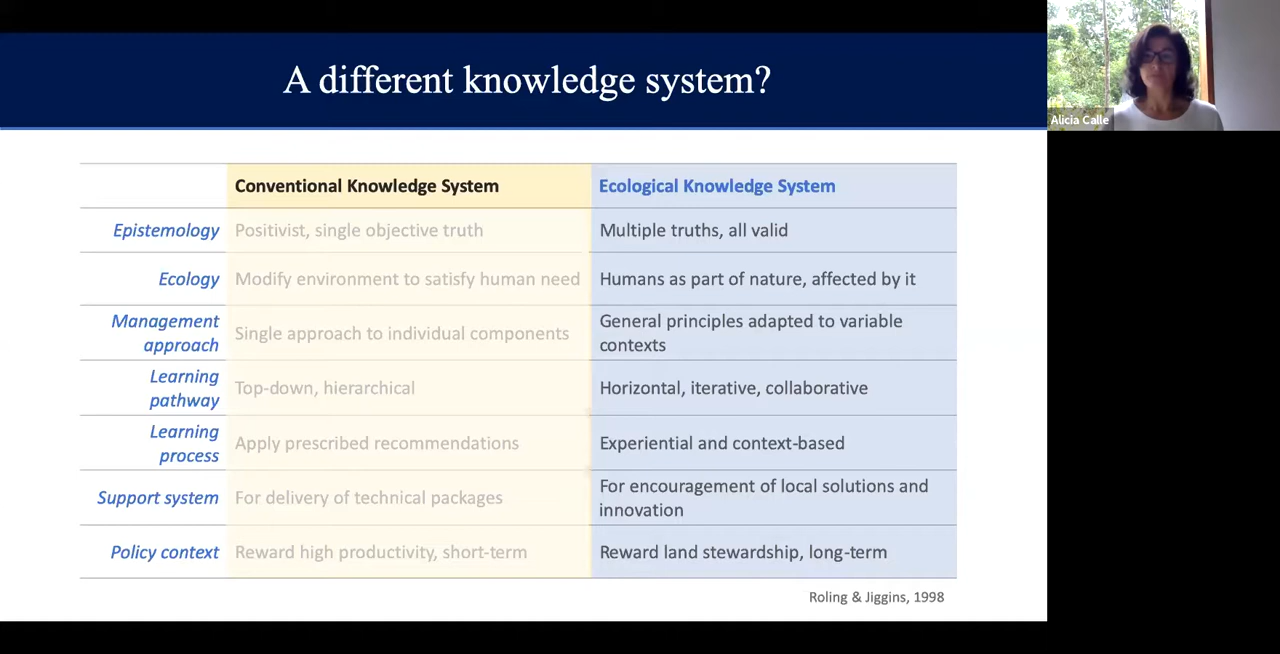 A different knowledge system?
Alicia Calle
Conventional Knowledge System
Ecological Knowledge System
Epistemology
Positivist, single objective truth
Multiple truths, all valid
Ecology
Modify environment to satisfy human need
Humans as part of nature, affected by it
Management
approach
Single approach to individual components
General principles adapted to variable
contexts
Learning
pathway
Top-down, hierarchical
Horizontal, iterative, collaborative
Learning
process
Apply prescribed recommendations
Experiential and context-based
Support system
For delivery of technical packages
For encouragement of local solutions and
innovation
Policy context
Reward high productivity, short-term
Reward land stewardship, long-term
Roling & Jiggins, 1998